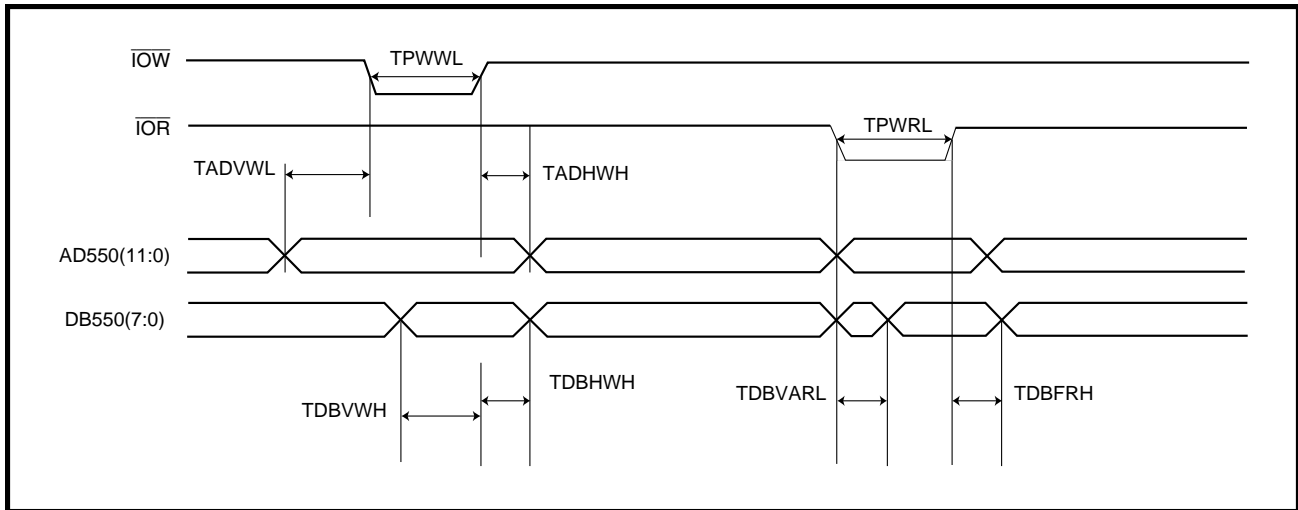 IOW
TPWWL
IOR
TPWRL
TADVWL
TADHWH
AD550(11:0)
DB550(7:0)
TDBHWH
TDBVARL
TDBFRH
TDBVWH